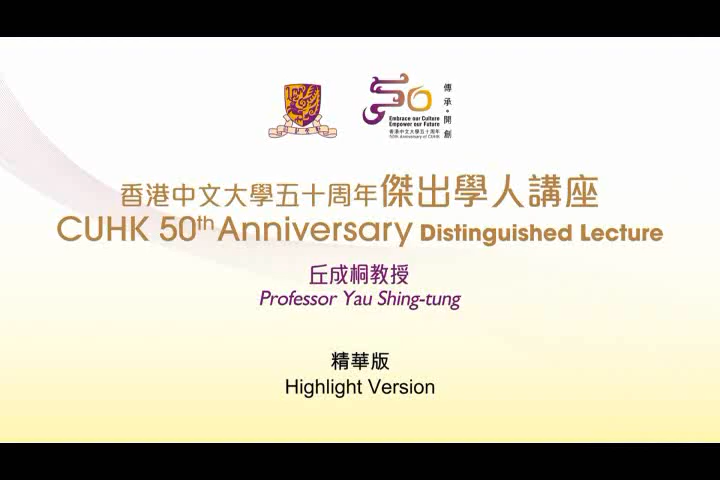 傳承·開創
Embrace our Culture
Empower our Future
香港中文大學五十周年
50th Anniversary of CUHK
香港中文大學五十周年傑出學人講座
CUHK 50th Anniversary Distinguished Lecture
丘成桐教授
Professor Yau Shing-tung
精華版
Highlight Version